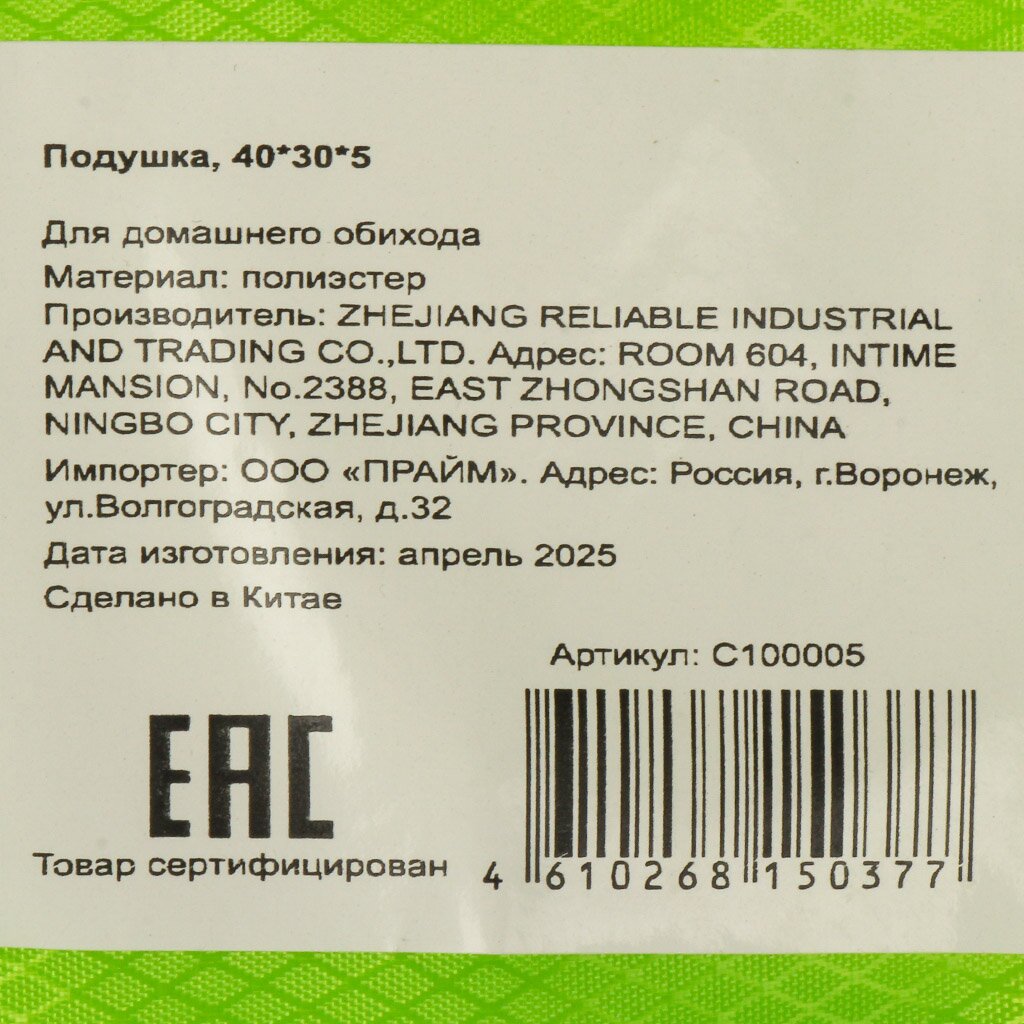 Подушка, 40*30*5
Для домашнего обихода
Материал: полиэстер
Производитель: ZHEJIANG RELIABLE INDUSTRIAL
AND TRADING CO.,LTD. Адрес: ROOM 604, INTIME
MANSION, No.2388, EAST ZHONGSHAN ROAD,
NINGBO CITY, ZHEJIANG PROVINCE, CHINA
Импортер: ООО «ПРАЙМ». Адрес: Россия, г.Воронеж,
ул.Волгоградская, д.32
Дата изготовления: апрель 2025
Сделано в Китае
Артикул: С100005
EAC
Товар сертифицирован
4 610268 150377